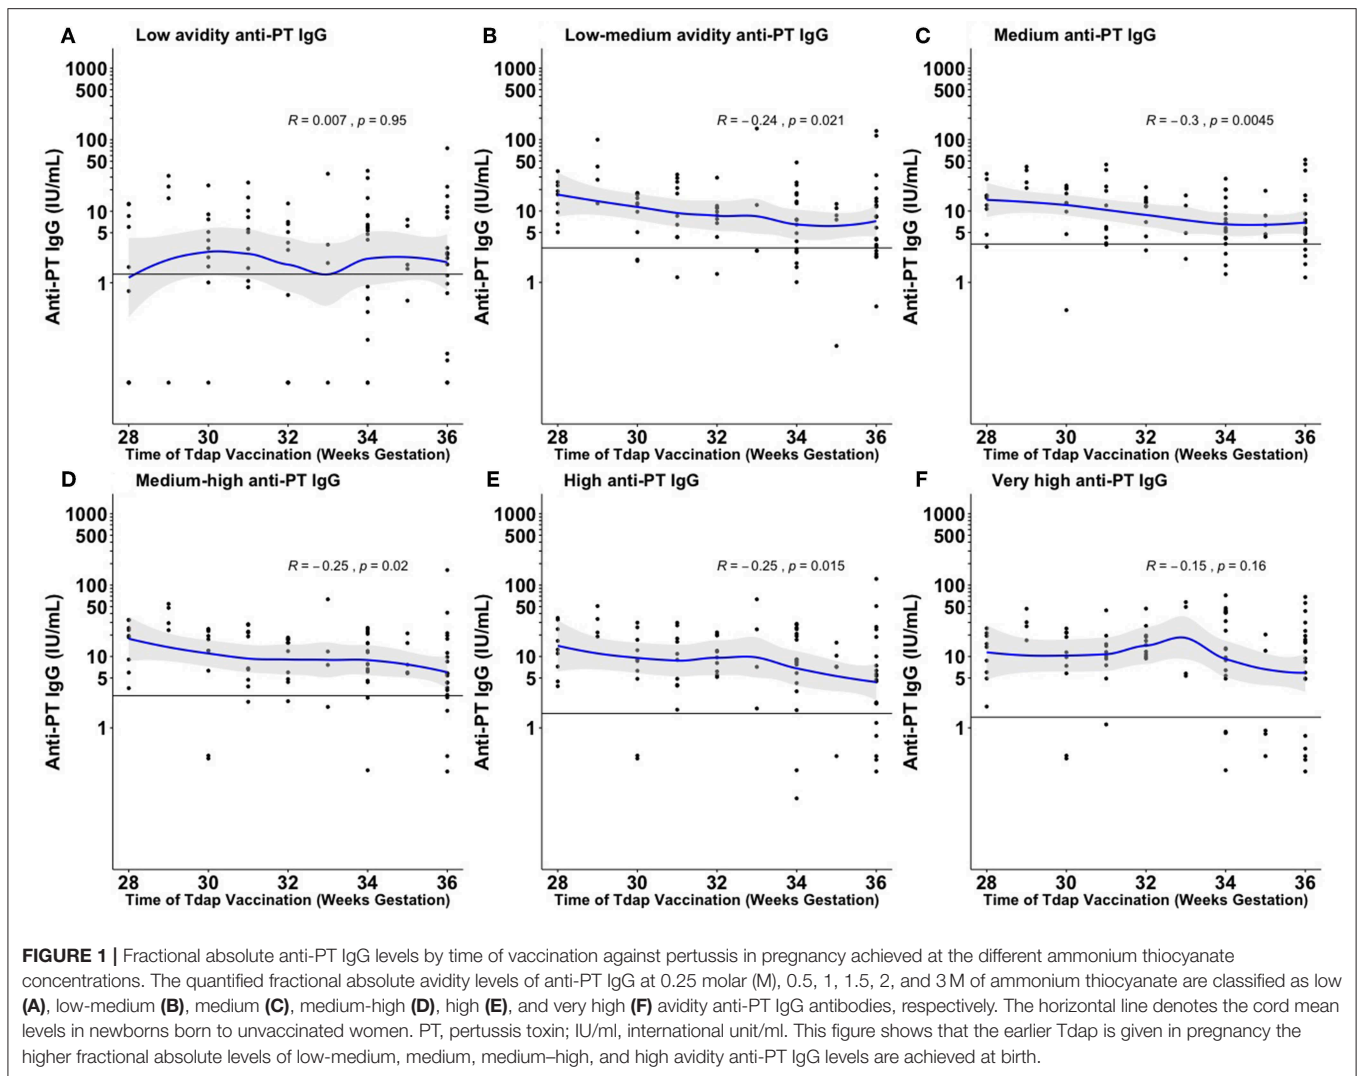 A Low avidity anti-PT IgG
1000
500
100
50
10
5
1
Anti-PT IgG (IU/mL)
R = 0.007 , p = 0.95
28 30 32 34 36
Time of Tdap Vaccination (Weeks Gestation)
B Low-medium avidity anti-PT IgG
1000
500
100
50
10
5
1
Anti-PT IgG (IU/mL)
R = −0.24 , p = 0.021
28 30 32 34 36
Time of Tdap Vaccination (Weeks Gestation)
C Medium anti-PT IgG
1000
500
100
50
10
5
1
Anti-PT IgG (IU/mL)
R = −0.3 , p = 0.0045
28 30 32 34 36
Time of Tdap Vaccination (Weeks Gestation)
D Medium-high anti-PT IgG
1000
500
100
50
10
5
1
Anti-PT IgG (IU/mL)
R = −0.25 , p = 0.02
28 30 32 34 36
Time of Tdap Vaccination (Weeks Gestation)
E High anti-PT IgG
1000
500
100
50
10
5
1
Anti-PT IgG (IU/mL)
R = −0.25 , p = 0.015
28 30 32 34 36
Time of Tdap Vaccination (Weeks Gestation)
F Very high anti-PT IgG
1000
500
100
50
10
5
1
Anti-PT IgG (IU/mL)
R = −0.15 , p = 0.16
28 30 32 34 36
Time of Tdap Vaccination (Weeks Gestation)
FIGURE 1 | Fractional absolute anti-PT IgG levels by time of vaccination against pertussis in pregnancy achieved at the different ammonium thiocyanate
concentrations. The quantified fractional absolute avidity levels of anti-PT IgG at 0.25 molar (M), 0.5, 1, 1.5, 2, and 3 M of ammonium thiocyanate are classified as low
(A), low-medium (B), medium (C), medium-high (D), high (E), and very high (F) avidity anti-PT IgG antibodies, respectively. The horizontal line denotes the cord mean
levels in newborns born to unvaccinated women. PT, pertussis toxin; IU/ml, international unit/ml. This figure shows that the earlier Tdap is given in pregnancy the
higher fractional absolute levels of low-medium, medium, medium–high, and high avidity anti-PT IgG levels are achieved at birth.